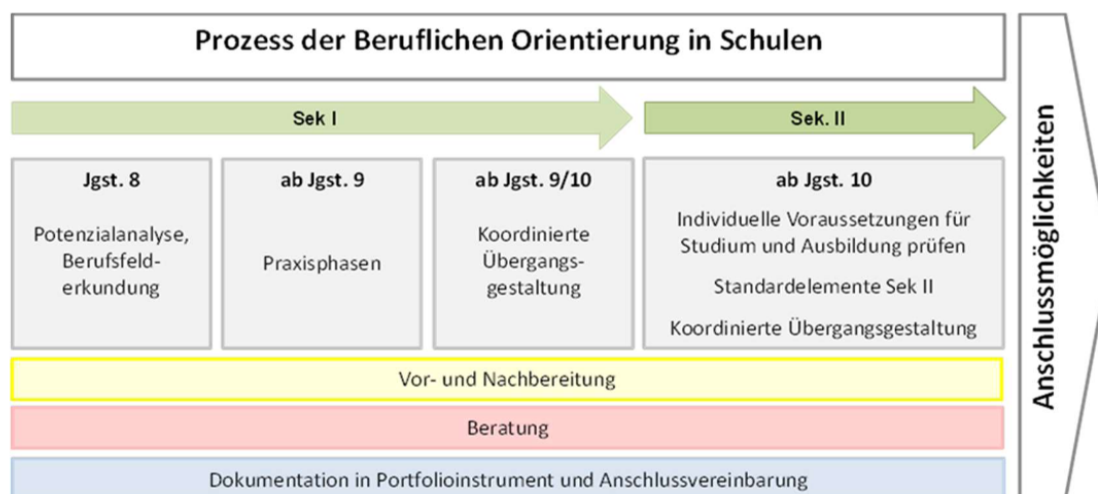 Prozess der Beruflichen Orientierung in Schulen
Sek I
Sek. II
Jgst. 8
Potenzialanalyse,
Berufsfeld-
erkundung
ab Jgst. 9
Praxisphasen
ab Jgst. 9/10
Koordinierte
Übergangs-
gestaltung
ab Jgst. 10
Individuelle Voraussetzungen für
Studium und Ausbildung prüfen
Standardelemente Sek II
Koordinierte Übergangsgestaltung
Vor- und Nachbereitung
Beratung
Dokumentation in Portfolioinstrument und Anschlussvereinbarung
Anschlussmöglichkeiten